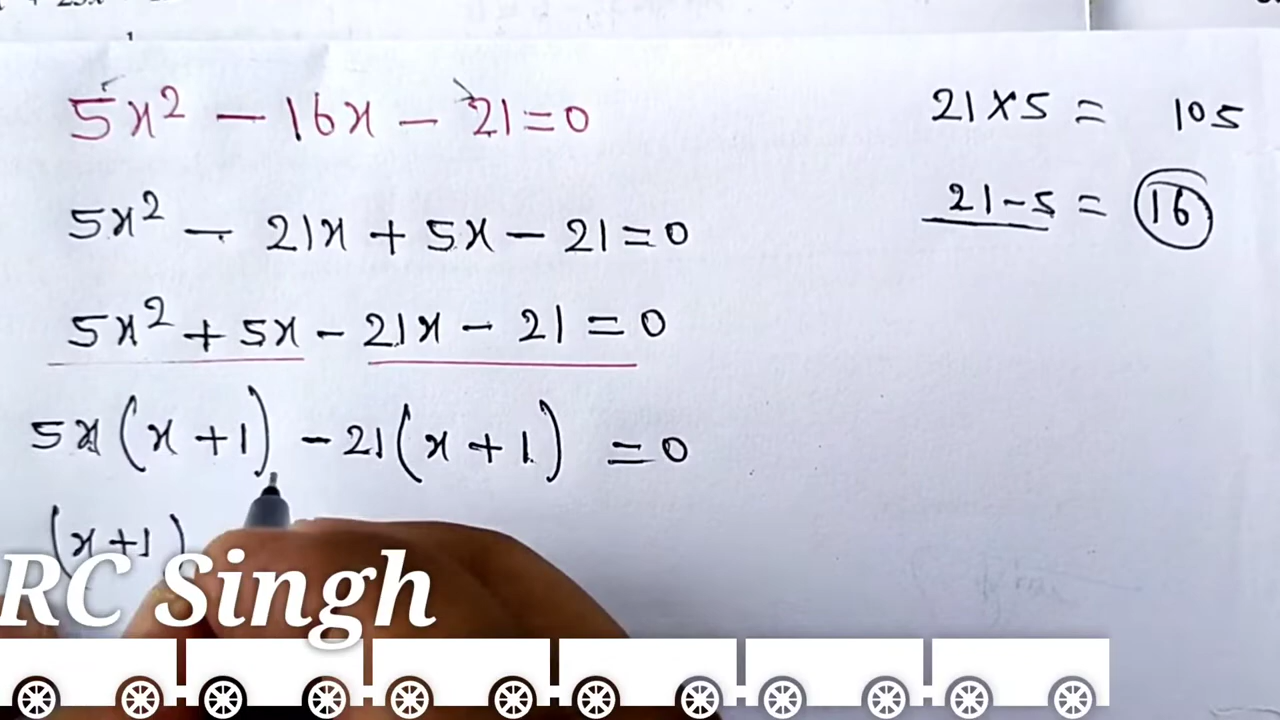 5x² - 16x - 21 = 0
21 × 5 = 105
5x² - 21x + 5x - 21 = 0
21 - 5 = 16
5x² + 5x - 21x - 21 = 0
5x(x + 1) - 21(x + 1) = 0
(x + 1)
RC Singh